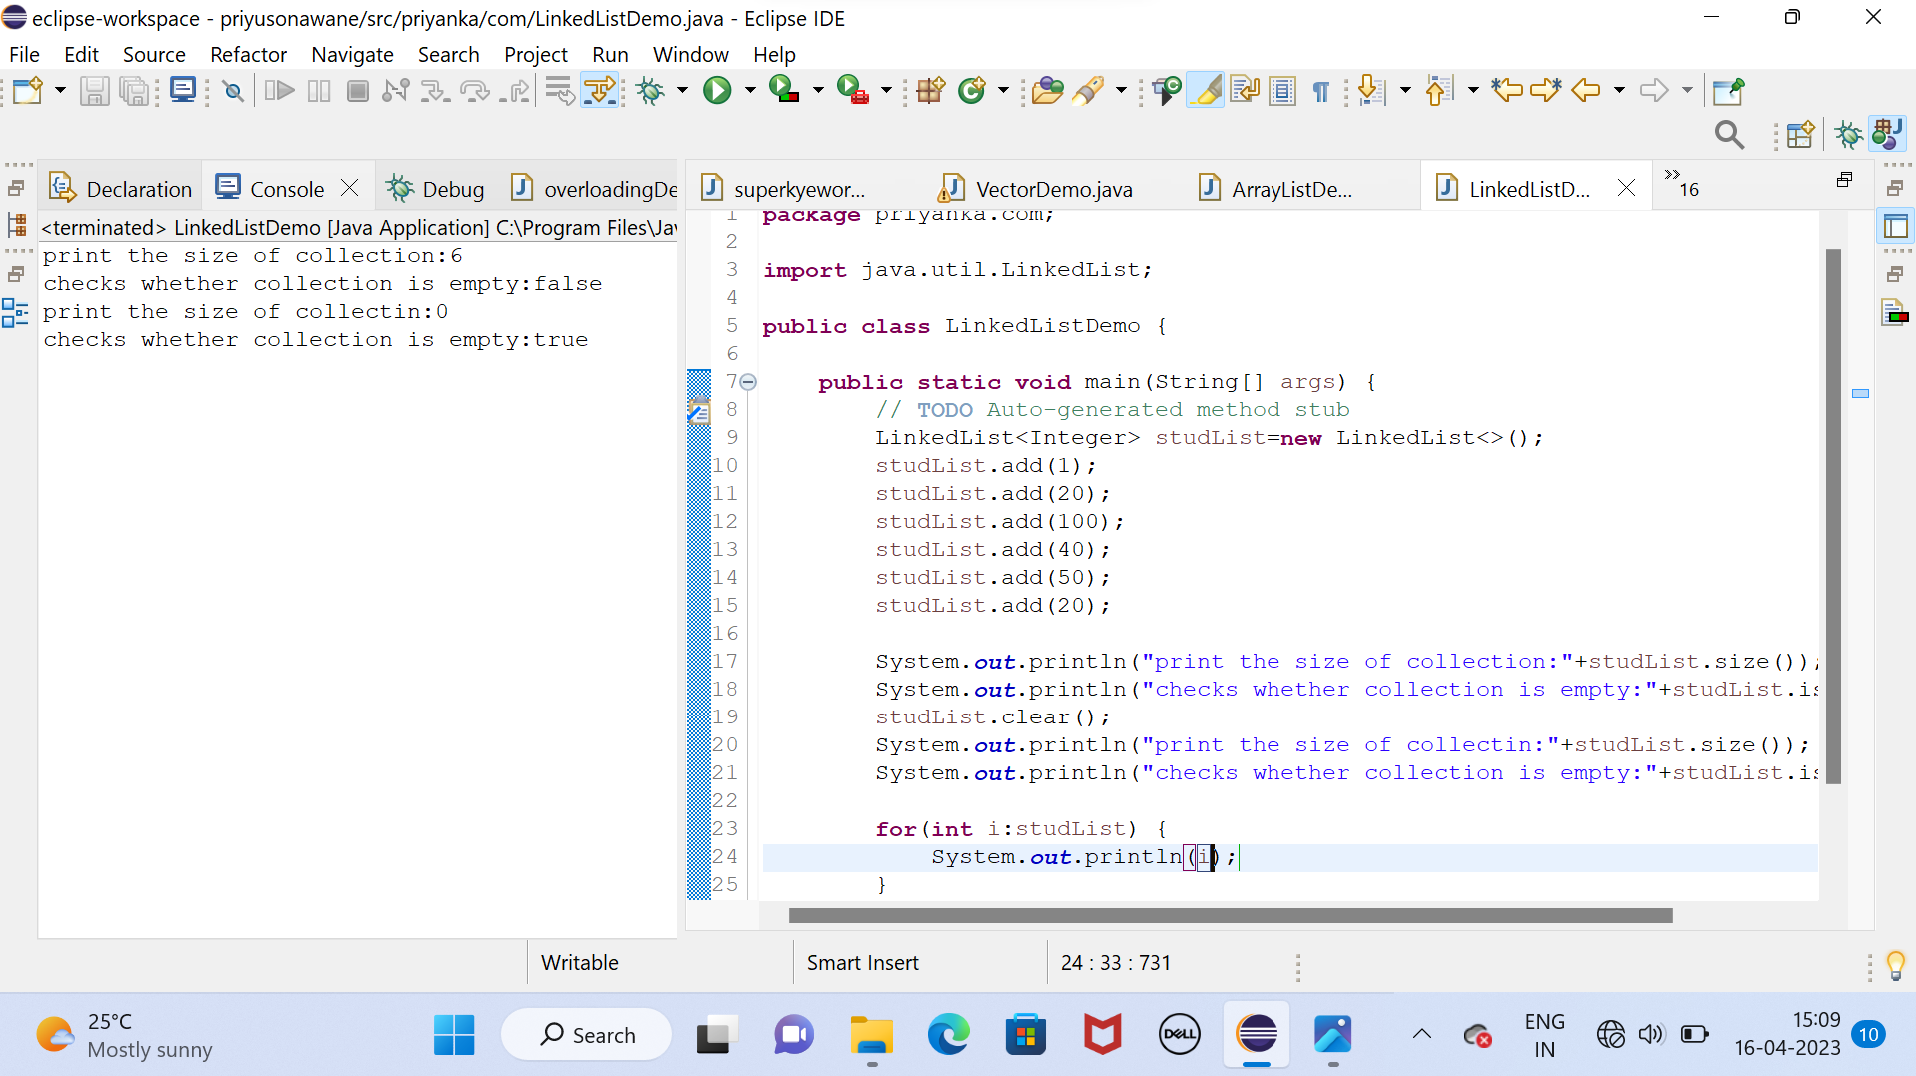 eclipse-workspace - priyusonawane/src/priyanka/com/LinkedListDemo.java - Eclipse IDE
File Edit Source Refactor Navigate Search Project Run Window Help
Declaration Console Debug overloadingDe
<terminated> LinkedListDemo [Java Application] C:\Program Files\Jav
print the size of collection:6
checks whether collection is empty:false
print the size of collectin:0
checks whether collection is empty:true
superkyewor... VectorDemo.java ArrayListDe... LinkedListD... »16
1 package priyanka.com;
2
3 import java.util.LinkedList;
4
5 public class LinkedListDemo {
6
7 public static void main(String[] args) {
8 // TODO Auto-generated method stub
9 LinkedList<Integer> studList=new LinkedList<>();
10 studList.add(1);
11 studList.add(20);
12 studList.add(100);
13 studList.add(40);
14 studList.add(50);
15 studList.add(20);
16
17 System.out.println("print the size of collection:"+studList.size());
18 System.out.println("checks whether collection is empty:"+studList.is
19 studList.clear();
20 System.out.println("print the size of collectin:"+studList.size());
21 System.out.println("checks whether collection is empty:"+studList.is
22
23 for(int i:studList) {
24 System.out.println(i);
25 }
Writable Smart Insert 24 : 33 : 731
25°C
Mostly sunny
Search
DELL
ENG
IN
15:09
16-04-2023
10